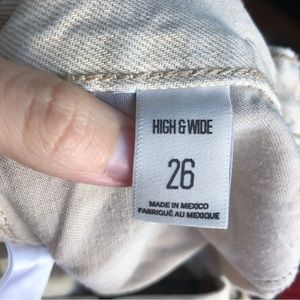 HIGH & WIDE
26
MADE IN MEXICO
FABRIQUÉ AU MEXIQUE